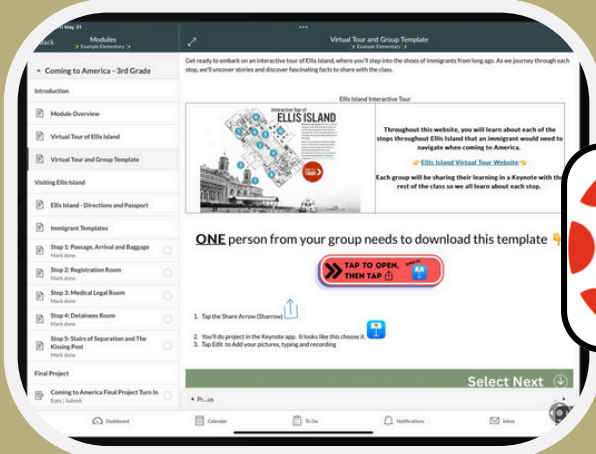 May 31
Back
Modules
Example Elementary
Virtual Tour and Group Template
Example Elementary
Coming to America - 3rd Grade
Introduction
Module Overview
Virtual Tour of Ellis Island
Virtual Tour and Group Template
Visiting Ellis Island
Ellis Island - Directions and Passport
Immigrant Templates
Stop 1: Passage, Arrival and Baggage
Mark done
Stop 2: Registration Room
Mark done
Stop 3: Medical Legal Room
Mark done
Stop 4: Detainees Room
Mark done
Stop 5: Stairs of Separation and The
Kissing Post
Mark done
Final Project
Coming to America Final Project Turn In
0 pts | Submit
Get ready to embark on an interactive tour of Ellis Island, where you'll step into the shoes of immigrants from long ago. As we journey through each
stop, we'll uncover stories and discover fascinating facts to share with the class.
Ellis Island Interactive Tour
Interactive Tour of
ELLIS ISLAND
TOUR
Throughout this website, you will learn about each of the
stops throughout Ellis Island that an immigrant would need to
navigate when coming to America.
Ellis Island Virtual Tour Website
Each group will be sharing their learning in a Keynote with the
rest of the class so we all learn about each stop.
ONE person from your group needs to download this template
TAP TO OPEN,
THEN TAP
1. Tap the Share Arrow (Sharrow)
2. You'll do project in the Keynote app. It looks like this choose it.
3. Tap Edit to Add your pictures, typing and recording
Select Next
Pr...us
Dashboard
Calendar
To Do
Notifications
Inbox